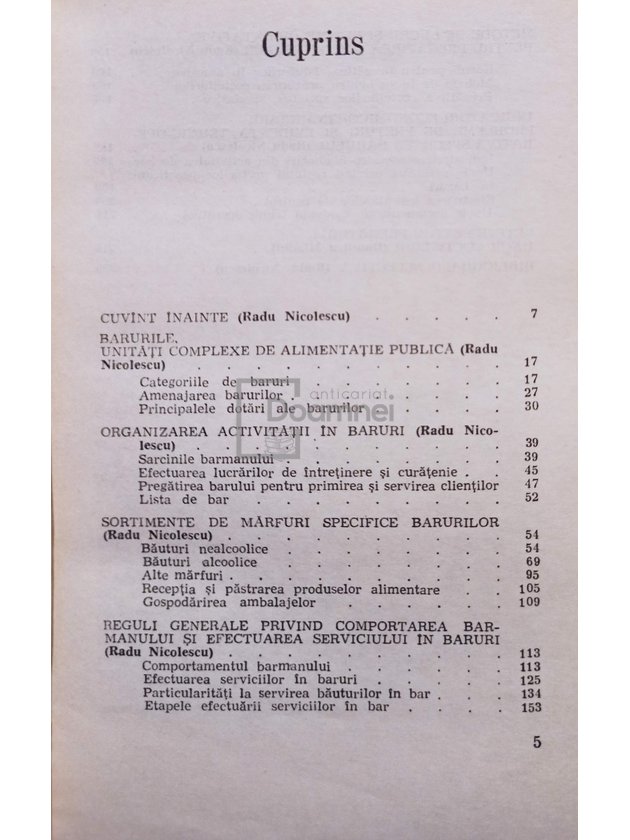 Cuprins
CUVÎNT ÎNAINTE (Radu Nicolescu) . . . . . 7
BARURILE,
UNITĂȚI COMPLEXE DE ALIMENTAȚIE PUBLICĂ (Radu
Nicolescu) . . . . . . . . . . . 17
Categoriile de baruri . . . . . . . 17
Amenajarea barurilor . . . . . . . 27
Principalele dotări ale barurilor . . . . . 30
ORGANIZAREA ACTIVITĂȚII ÎN BARURI (Radu Nico-
lescu) . . . . . . . . . . . 39
Sarcinile barmanului . . . . . . . 39
Efectuarea lucrărilor de întreținere și curățenie . . 45
Pregătirea barului pentru primirea și servirea clienților 47
Lista de bar . . . . . . . . . 52
SORTIMENTE DE MĂRFURI SPECIFICE BARURILOR
(Radu Nicolescu) . . . . . . . . . . 54
Băuturi nealcoolice . . . . . . . 54
Băuturi alcoolice . . . . . . . 69
Alte mărfuri . . . . . . . . . 95
Recepția și păstrarea produselor alimentare . . 105
Gospodărirea ambalajelor . . . . . . 109
REGULI GENERALE PRIVIND COMPORTAREA BAR-
MANULUI ȘI EFECTUAREA SERVICIULUI ÎN BARURI
(Radu Nicolescu) . . . . . . . . . . 113
Comportamentul barmanului . . . . . 113
Efectuarea serviciilor în baruri . . . . . 125
Particularități la servirea băuturilor în bar . . . 134
Etapele efectuării serviciilor în bar . . . . 153
5
anticariat
Doamnei